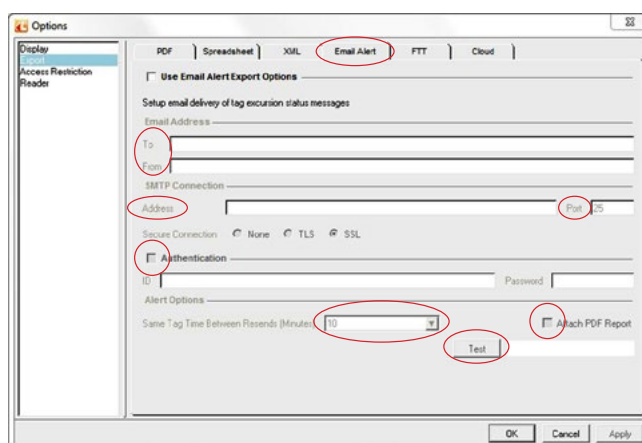 Options
Display
Export
Access Restriction
Reader
PDF Spreadsheet XML Email Alert FTT Cloud
Use Email Alert Export Options
Setup email delivery of tag excursion status messages
Email Address
To
From
SMTP Connection
Address Port 25
Secure Connection None TLS SSL
Authentication
ID Password
Alert Options
Same Tag Time Between Resends (Minutes) 10 Attach PDF Report
Test
OK Cancel Apply